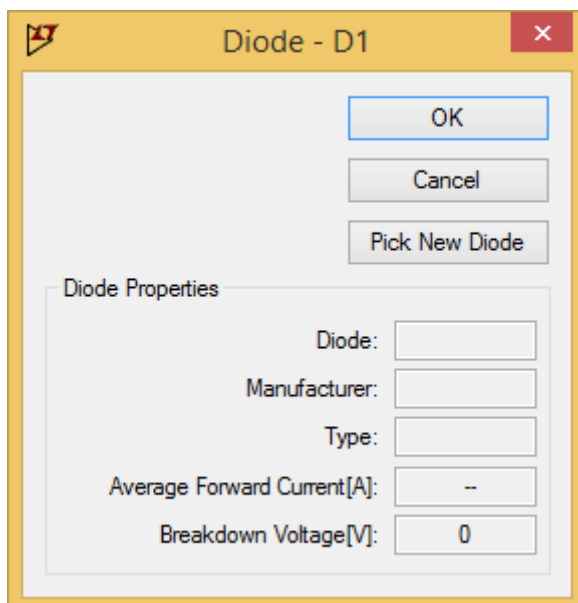 Diode - D1
OK
Cancel
Pick New Diode
Diode Properties
Diode:
Manufacturer:
Type:
Average Forward Current[A]: --
Breakdown Voltage[V]: 0